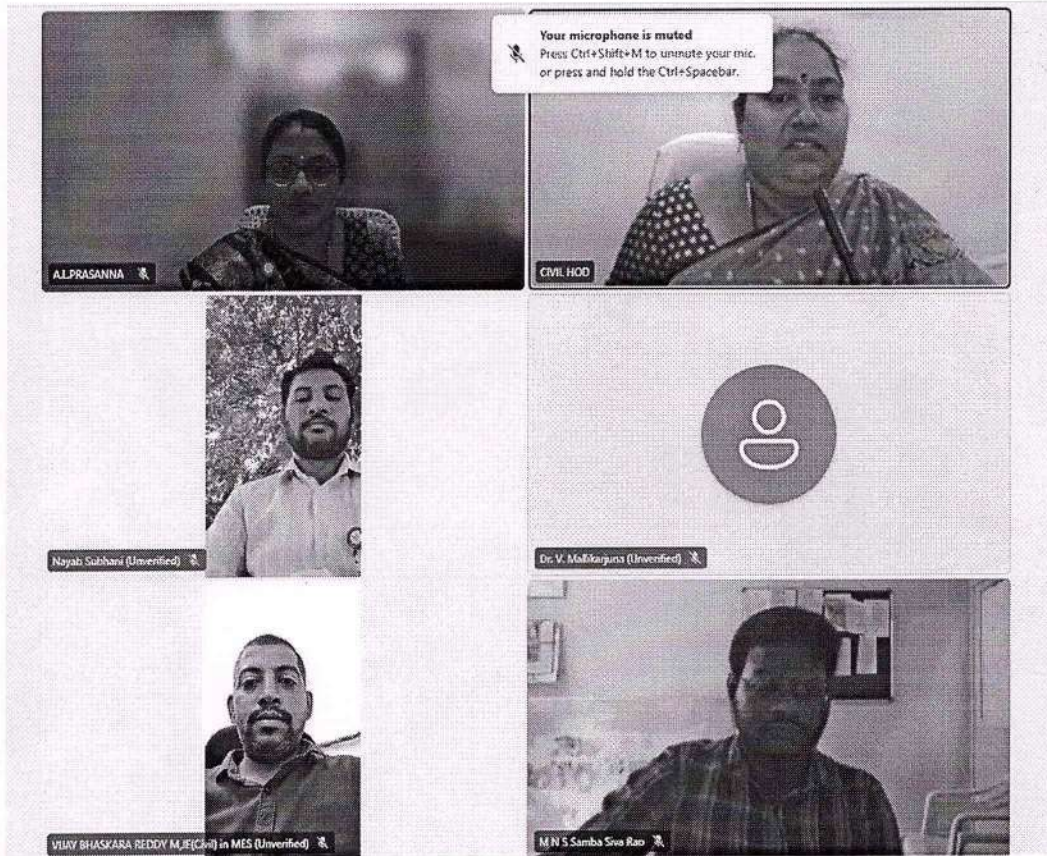 Your microphone is muted
Press Ctrl+Shift+M to unmute your mic.
or press and hold the Ctrl+Spacebar.
A.L.PRASANNA
CIVIL HOD
Nayab Subhani (Unverified)
Dr. V. Mallikarjuna (Unverified)
VIJAY BHASKARA REDDY M,JE(Civil) in MES (Unverified)
M N S Samba Siva Rao